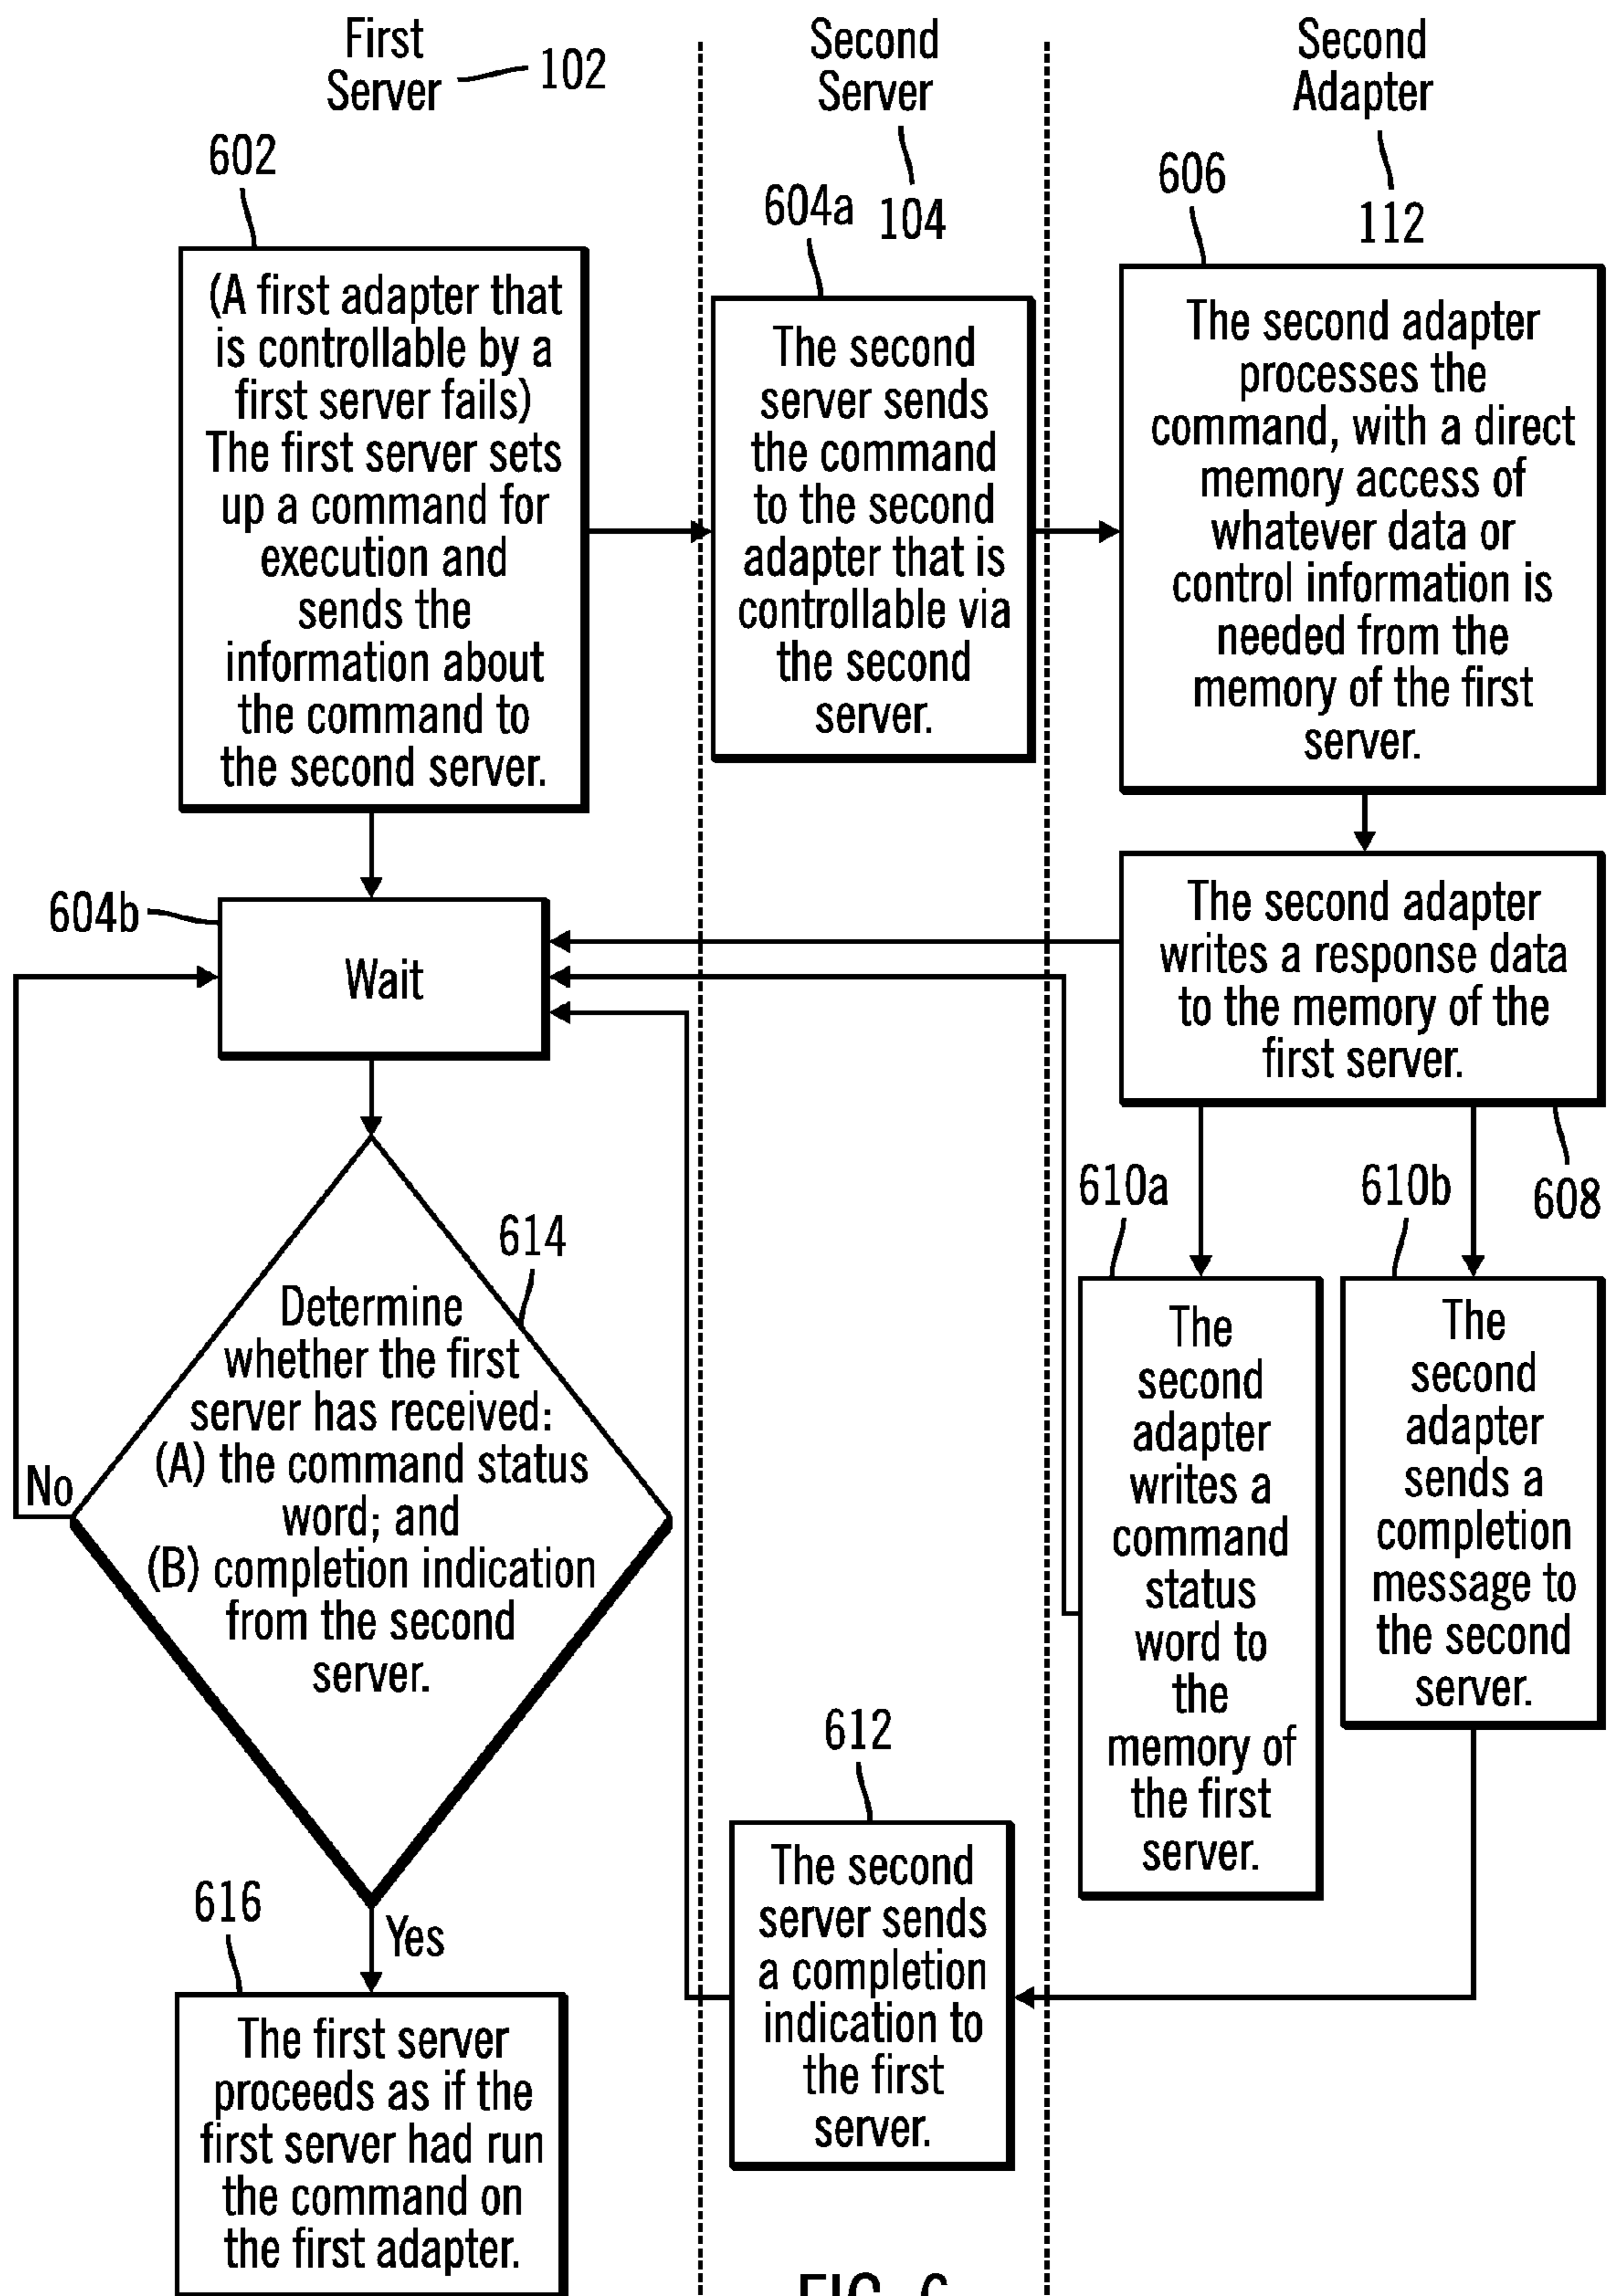 First
Server
102
Second
Server
104
Second
Adapter
112
602
(A first adapter that
is controllable by a
first server fails)
The first server sets
up a command for
execution and
sends the
information about
the command to
the second server.
604a
The second
server sends
the command
to the second
adapter that is
controllable via
the second
server.
606
The second adapter
processes the
command, with a direct
memory access of
whatever data or
control information is
needed from the
memory of the first
server.
604b
Wait
The second adapter
writes a response data
to the memory of the
first server.
608
614
Determine
whether the first
server has received:
(A) the command status
word; and
(B) completion indication
from the second
server.
No
Yes
610a
The
second
adapter
writes a
command
status
word to
the
memory of
the first
server.
610b
The
second
adapter
sends a
completion
message to
the second
server.
612
The second
server sends
a completion
indication to
the first
server.
616
The first server
proceeds as if the
first server had run
the command on
the first adapter.
FIG. 6